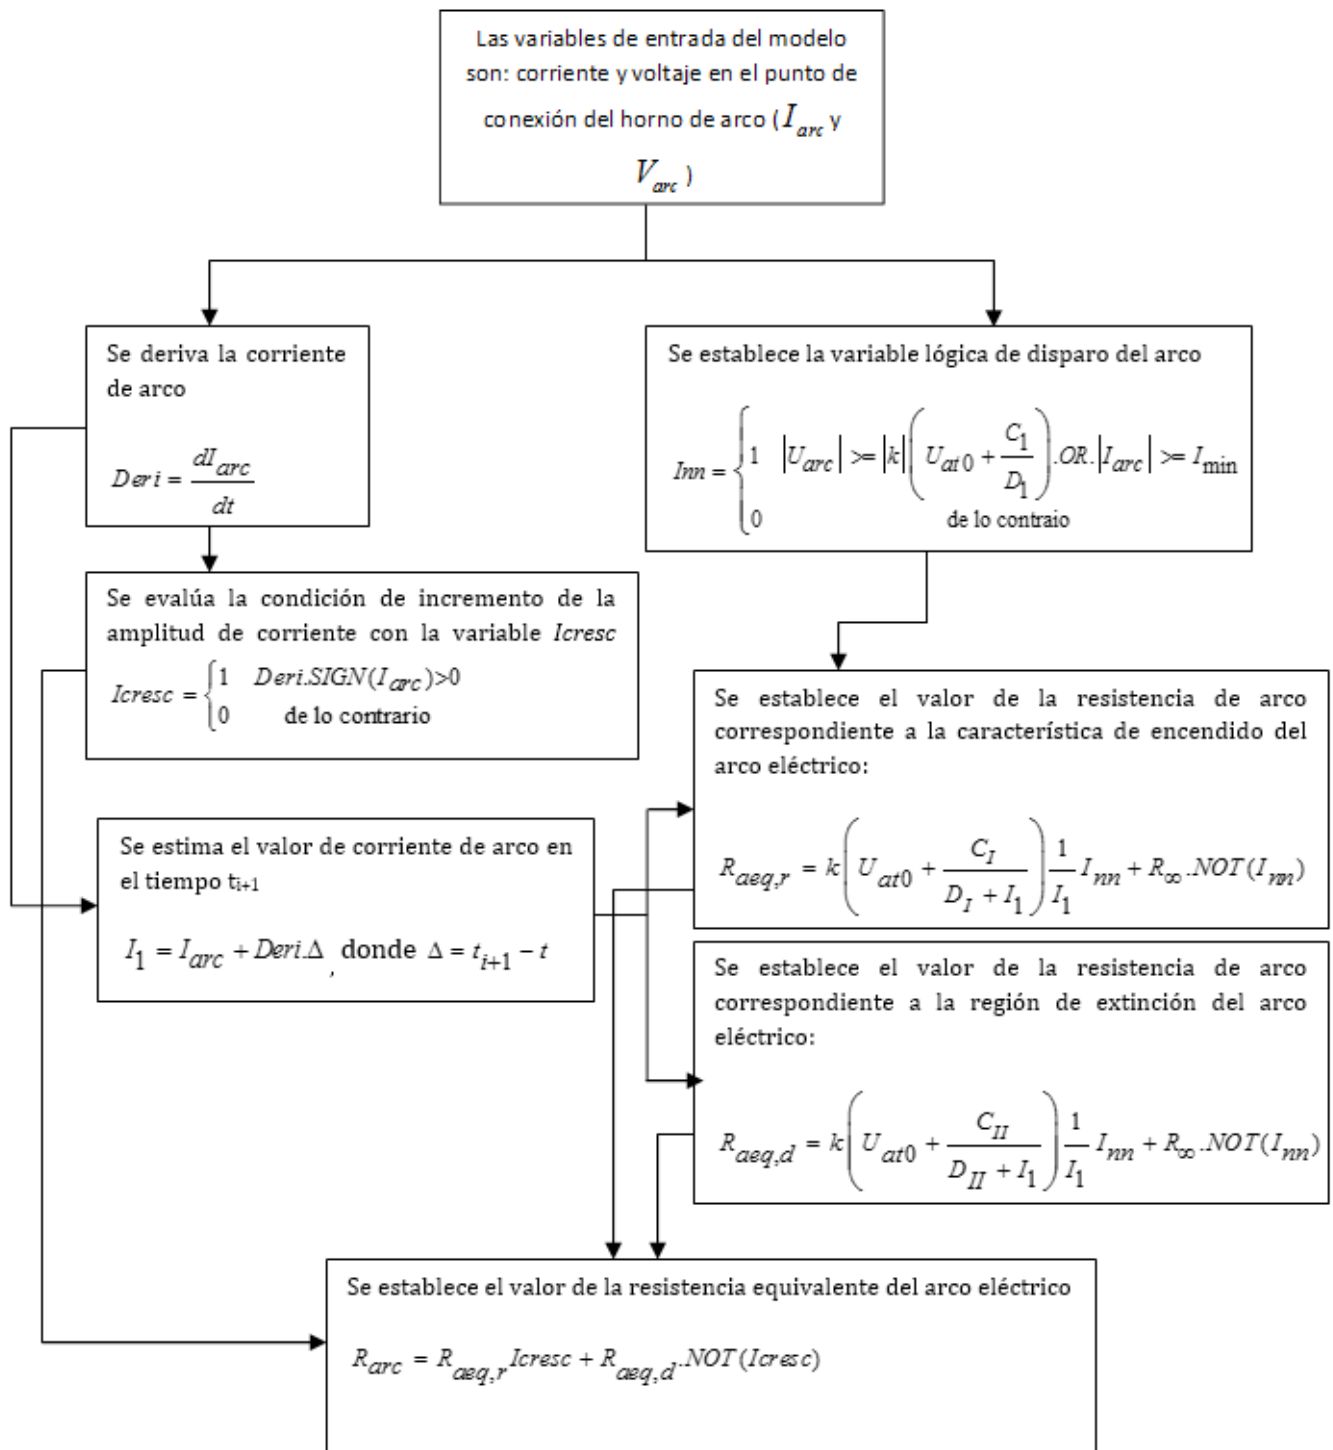 Las variables de entrada del modelo
son: corriente y voltaje en el punto de
conexión del horno de arco (I_arc y
V_arc )
Se deriva la corriente
de arco
Deri = dI_arc / dt
Se establece la variable lógica de disparo del arco
Inn = { 1 |U_arc| >= |k| ( U_at0 + C_1 / D_1 ) .OR. |I_arc| >= I_min
0 de lo contraio
Se evalúa la condición de incremento de la
amplitud de corriente con la variable Icresc
Icresc = { 1 Deri.SIGN(I_arc)>0
0 de lo contrario
Se establece el valor de la resistencia de arco
correspondiente a la característica de encendido del
arco eléctrico:
R_aeq,r = k ( U_at0 + C_I / (D_I + I_1) ) 1 / I_1 I_nn + R_∞ .NOT(I_nn)
Se estima el valor de corriente de arco en
el tiempo t_i+1
I_1 = I_arc + Deri.Δ , donde Δ = t_i+1 − t
Se establece el valor de la resistencia de arco
correspondiente a la región de extinción del arco
eléctrico:
R_aeq,d = k ( U_at0 + C_II / (D_II + I_1) ) 1 / I_1 I_nn + R_∞ .NOT(I_nn)
Se establece el valor de la resistencia equivalente del arco eléctrico
R_arc = R_aeq,r Icresc + R_aeq,d .NOT(Icresc)